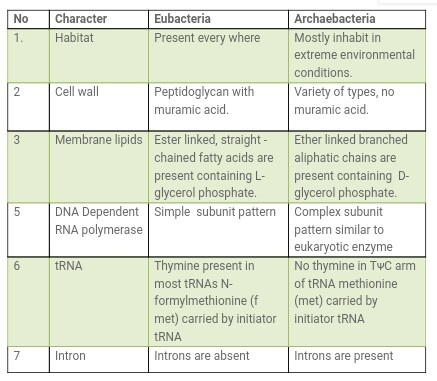 No Character Eubacteria Archaebacteria
1. Habitat Present every where Mostly inhabit in
extreme environmental
conditions.
2 Cell wall Peptidoglycan with Variety of types, no
muramic acid. muramic acid.
3 Membrane lipids Ester linked, straight - Ether linked branched
chained fatty acids are aliphatic chains are
present containing L- present containing D-
glycerol phosphate. glycerol phosphate.
5 DNA Dependent Simple subunit pattern Complex subunit
RNA polymerase pattern similar to
eukaryotic enzyme
6 tRNA Thymine present in No thymine in TψC arm
most tRNAs N- of tRNA methionine
formylmethionine (f (met) carried by
met) carried by initiator initiator tRNA
tRNA
7 Intron Introns are absent Introns are present